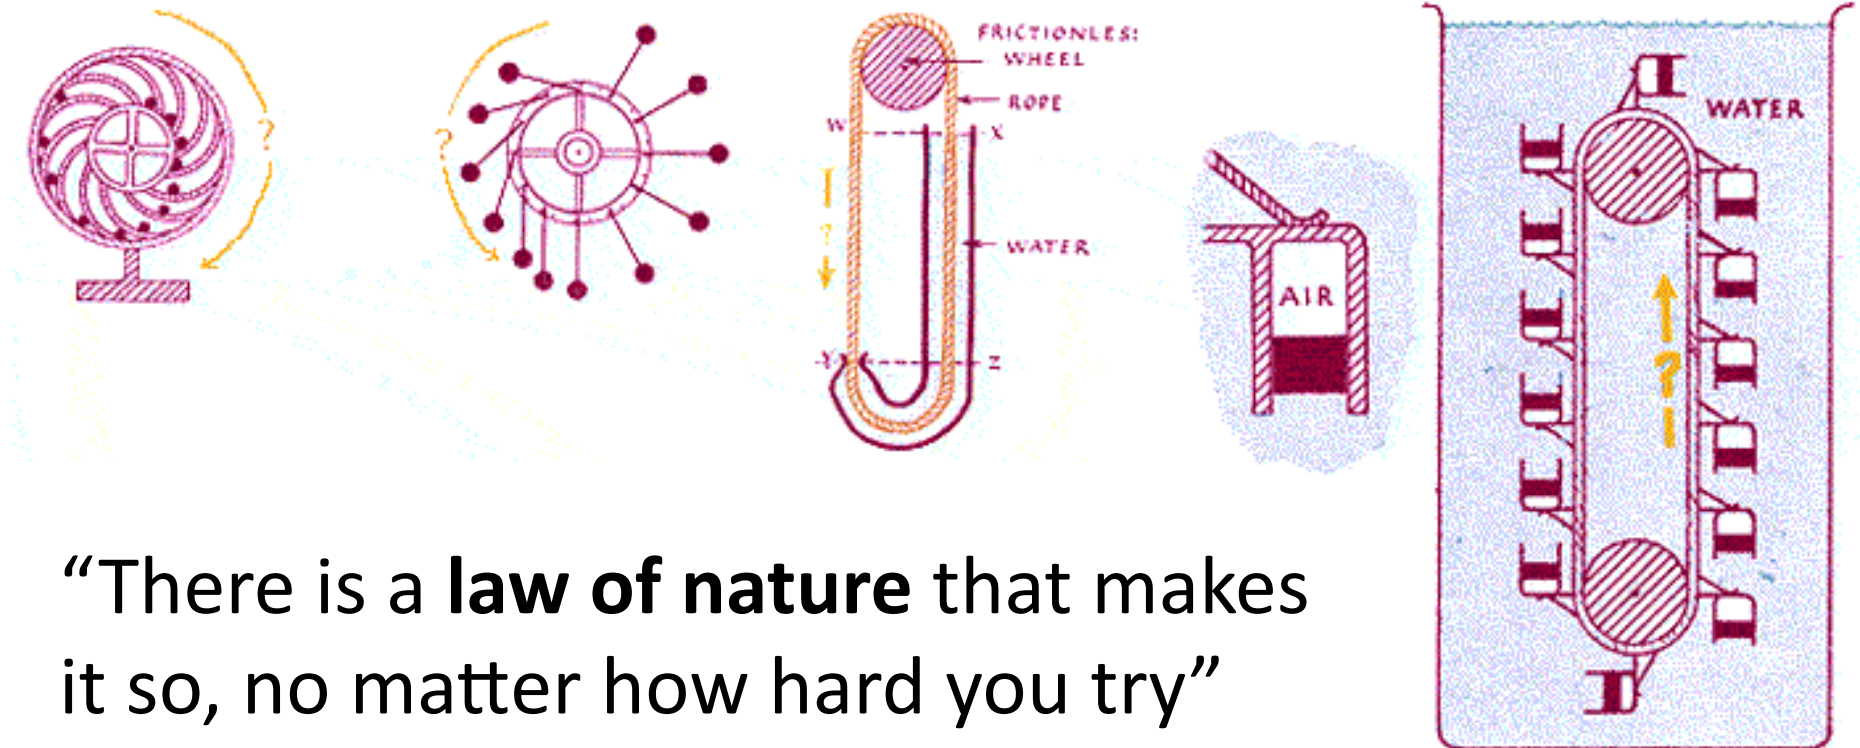 ?
?
FRICTIONLES:
WHEEL
ROPE
W
X
?
WATER
Y
Z
AIR
WATER
?
“There is a law of nature that makes
it so, no matter how hard you try”